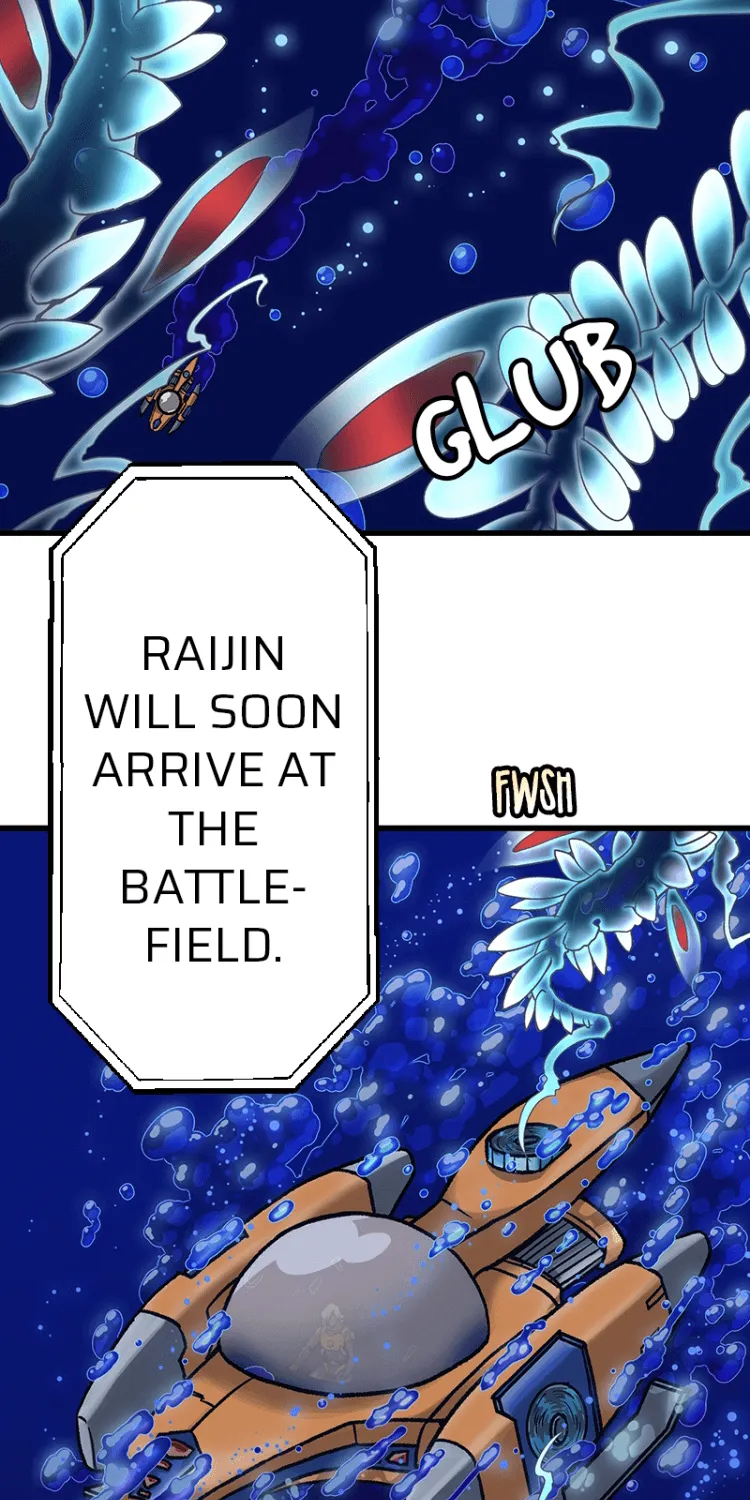 GLUB
RAIJIN
WILL SOON
ARRIVE AT
THE
BATTLE-
FIELD.
FWSH